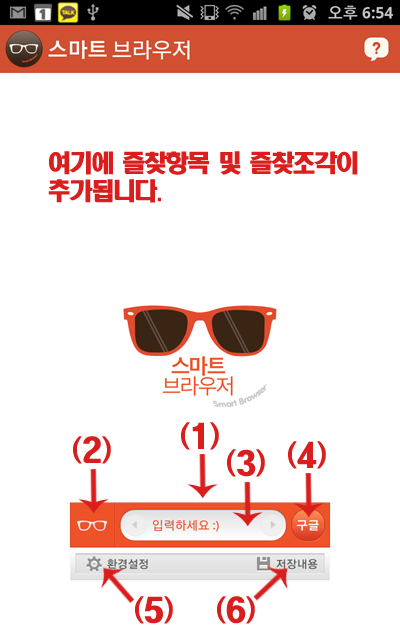 1 TALK 오후 6:54
스마트 브라우저 ?
여기에 즐찾항목 및 즐찾조각이
추가됩니다.
스마트
브라우저
Smart Browser
(1)
(2) (3) (4)
입력하세요 :) 구글
환경설정 저장내용
(5) (6)